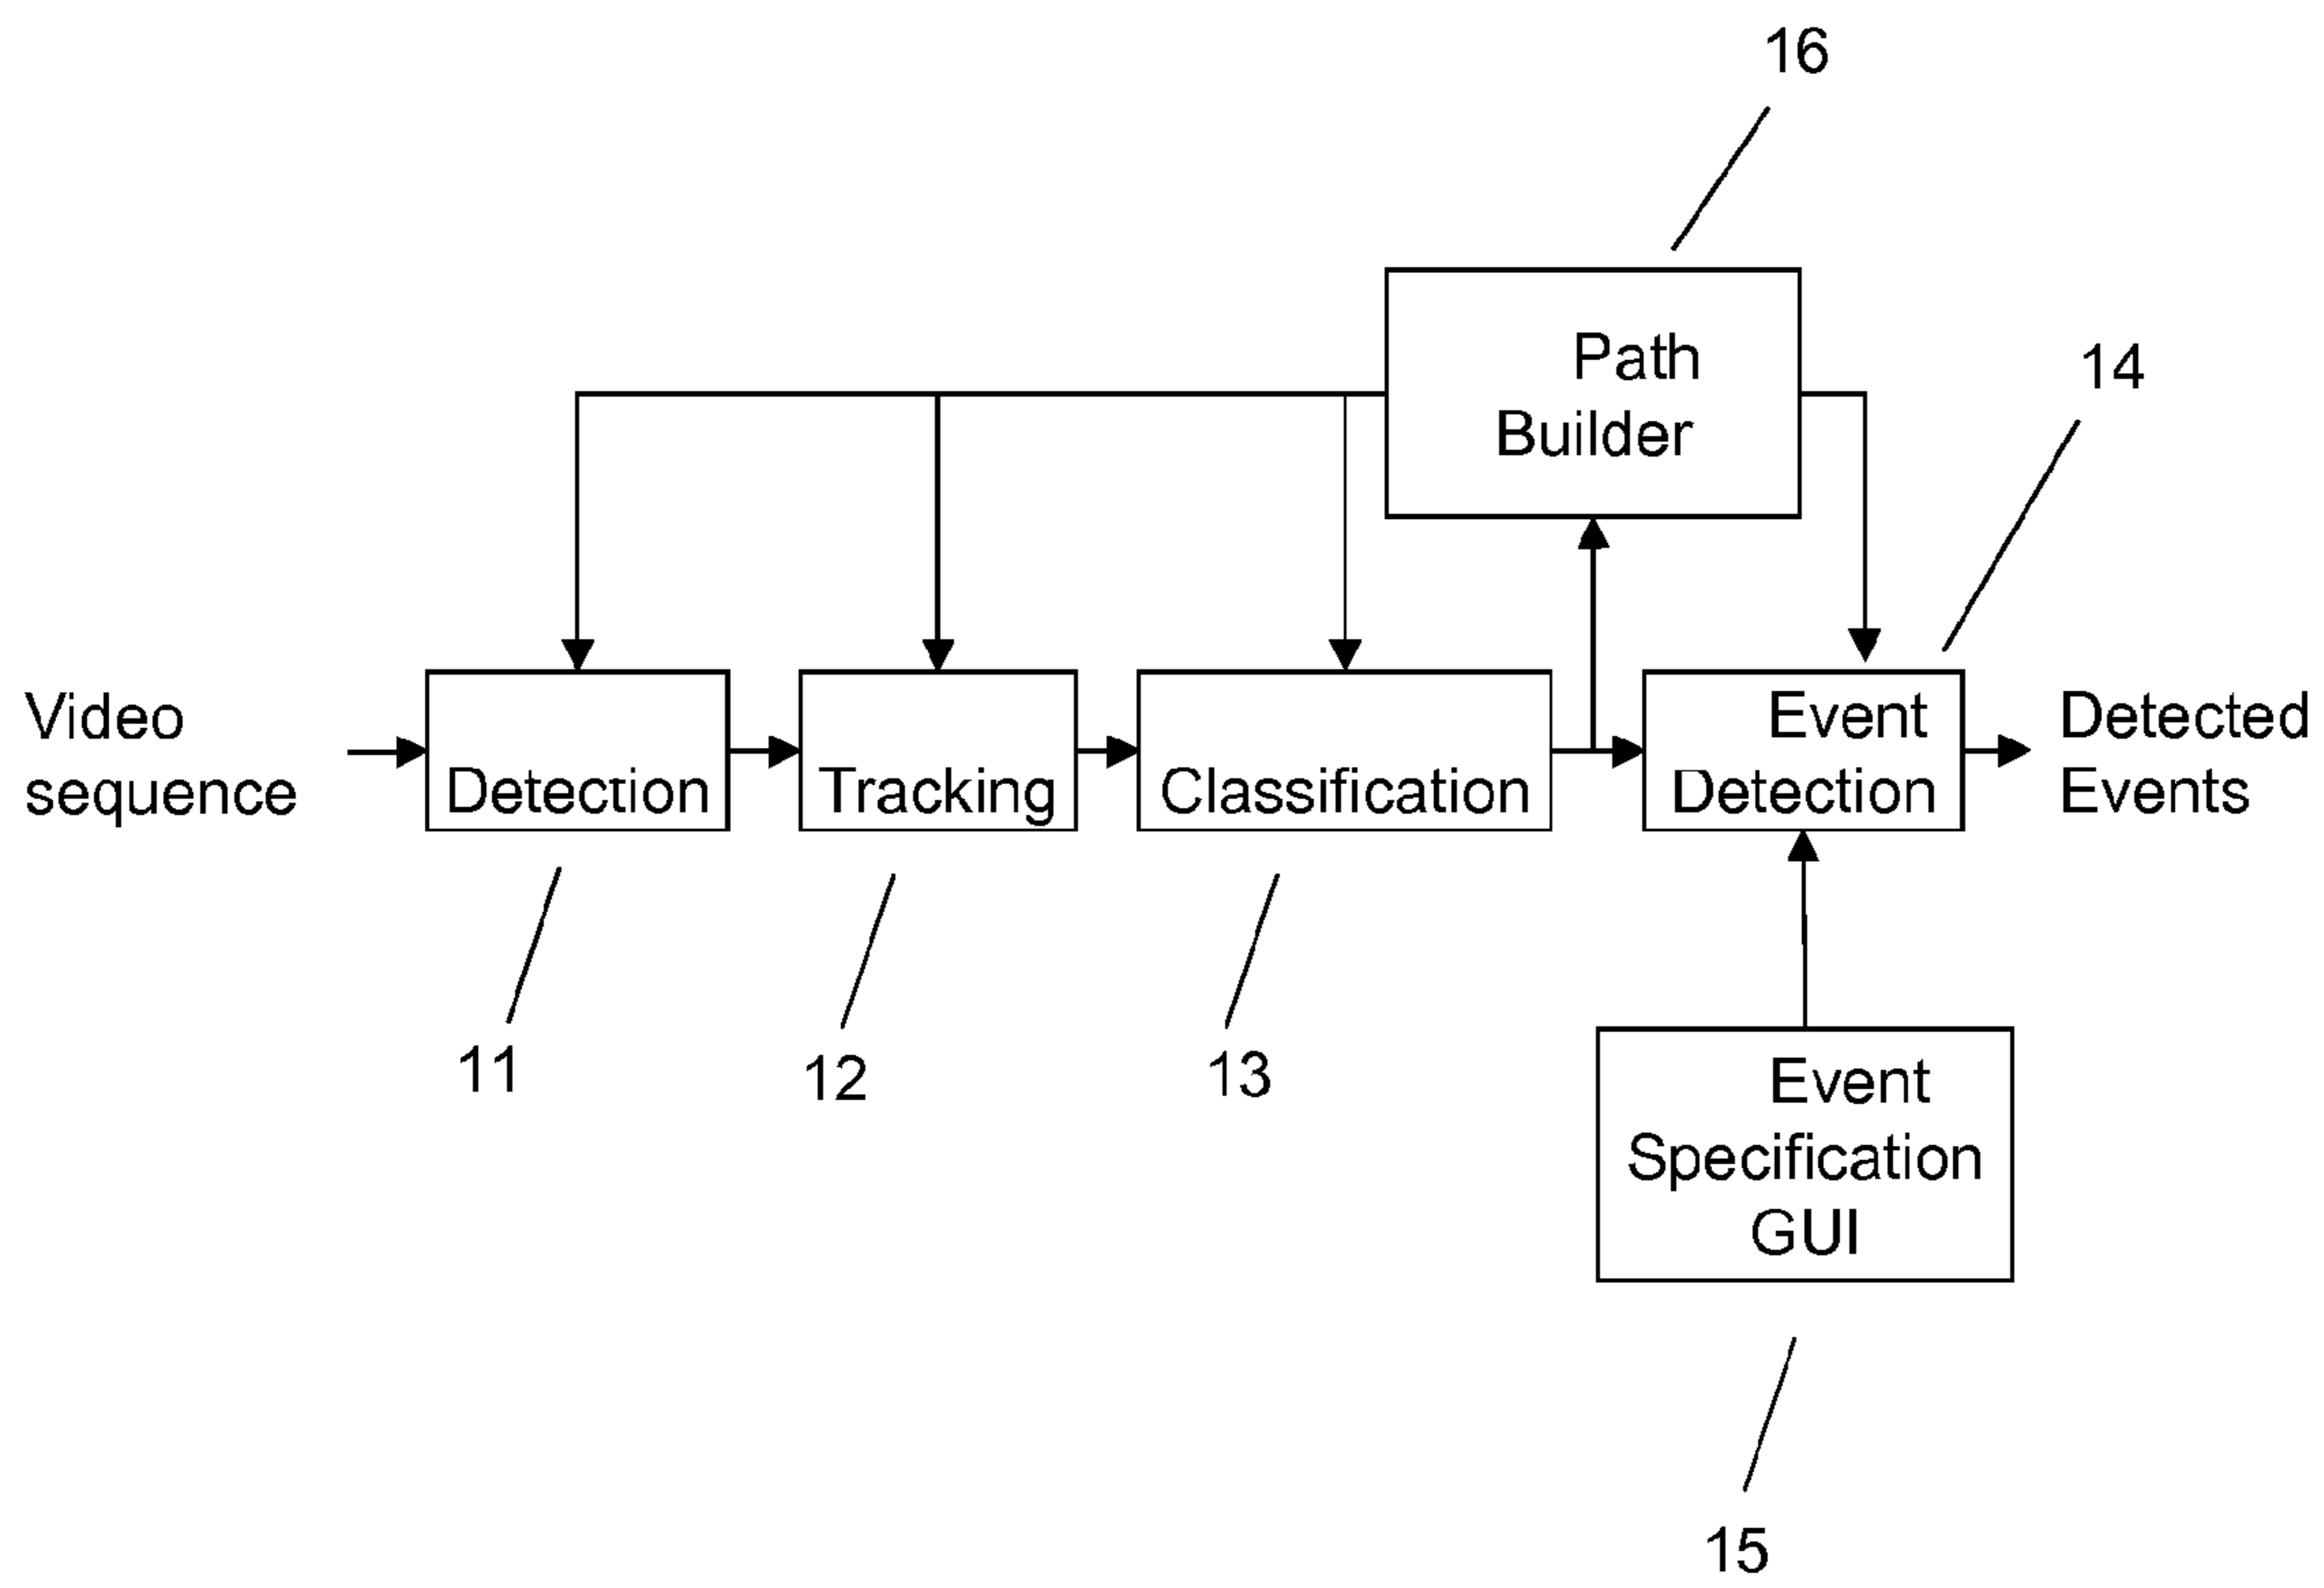 16
Path
Builder
14
Video
sequence
Detection
Tracking
Classification
Event
Detection
Detected
Events
11
12
13
Event
Specification
GUI
15